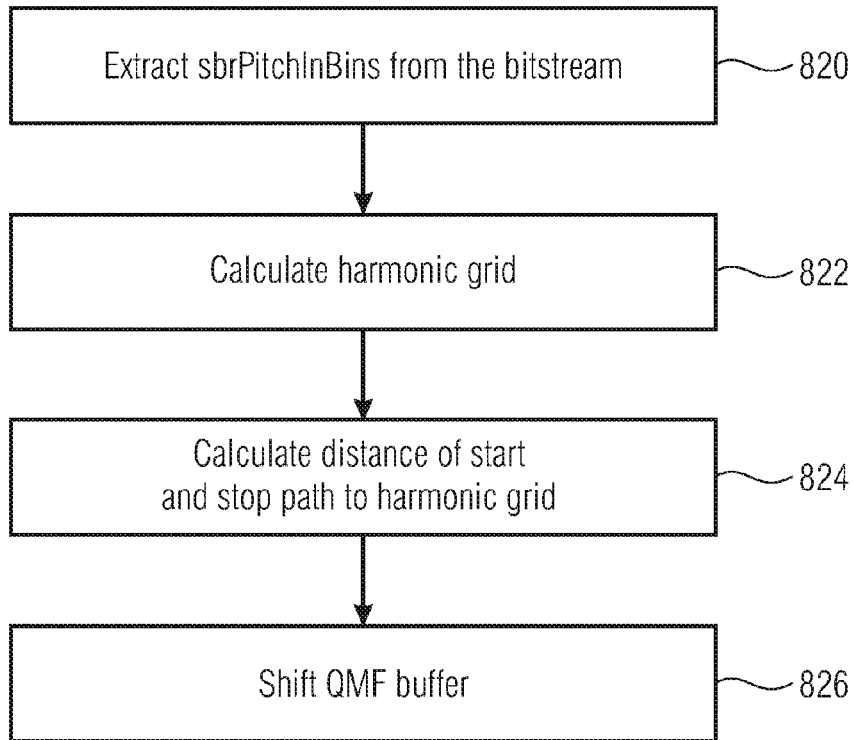 Extract sbrPitchInBins from the bitstream
820
Calculate harmonic grid
822
Calculate distance of start
and stop path to harmonic grid
824
Shift QMF buffer
826